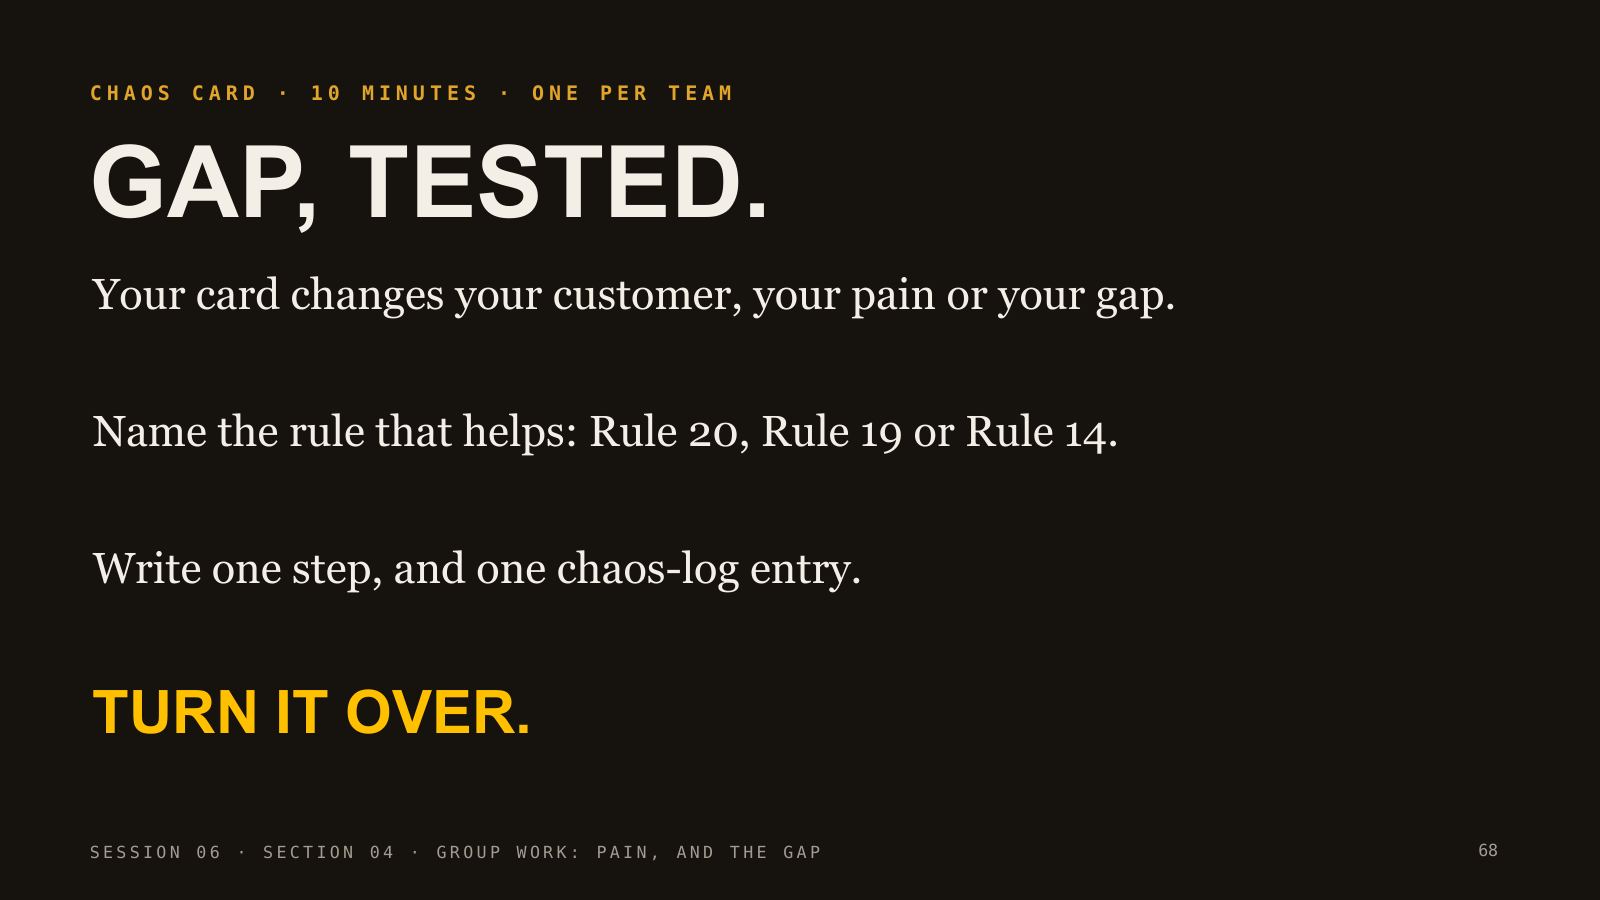 CHAOS CARD · 10 MINUTES · ONE PER TEAM
GAP, TESTED.
Your card changes your customer, your pain or your gap.
Name the rule that helps: Rule 20, Rule 19 or Rule 14.
Write one step, and one chaos-log entry.
TURN IT OVER.
SESSION 06 · SECTION 04 · GROUP WORK: PAIN, AND THE GAP
68